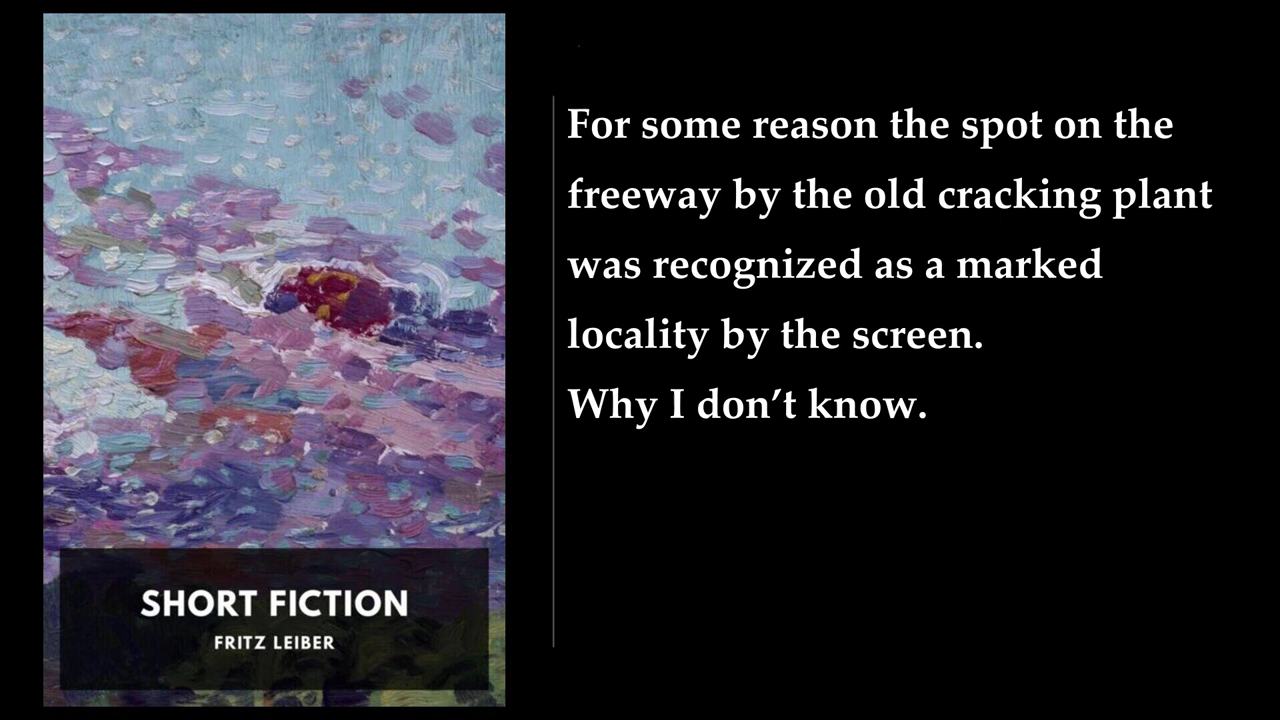 For some reason the spot on the
freeway by the old cracking plant
was recognized as a marked
locality by the screen.
Why I don’t know.
SHORT FICTION
FRITZ LEIBER